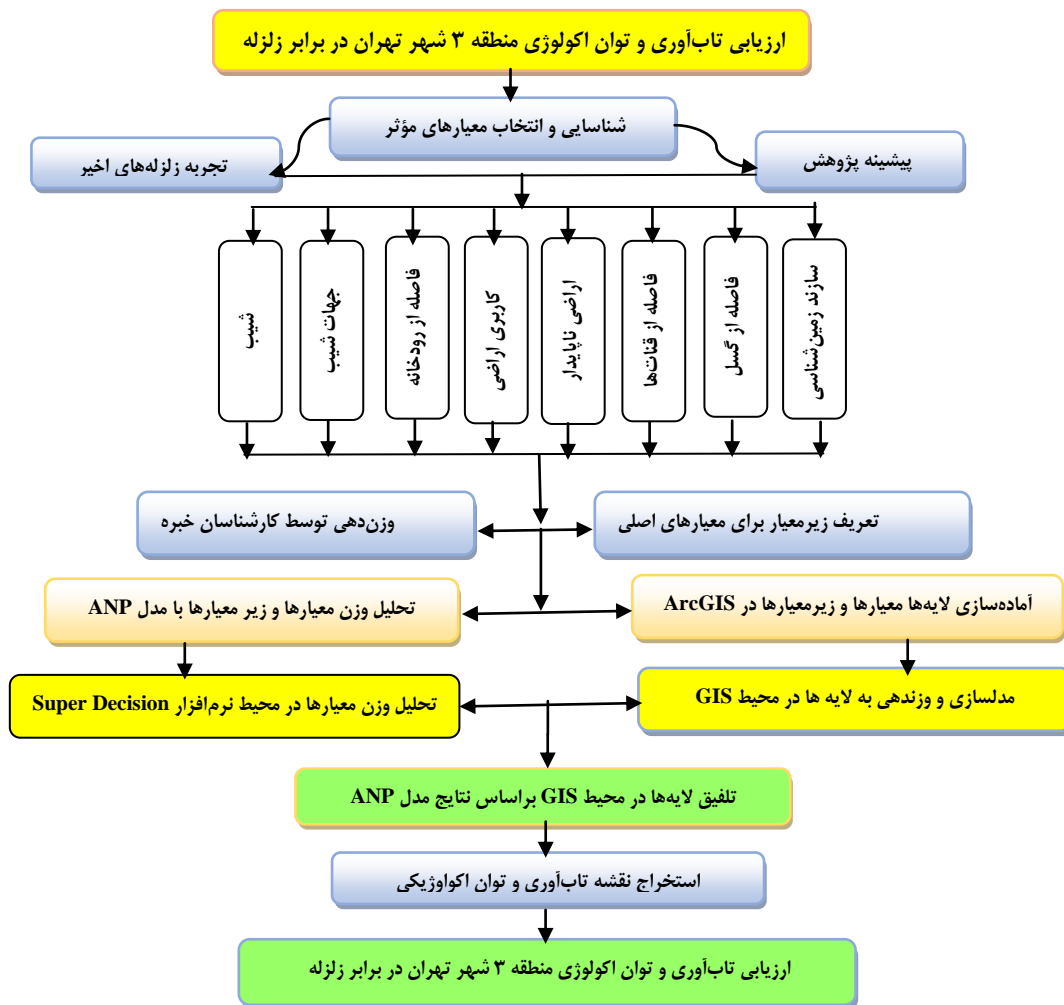 ارزیابی تاب‌آوری و توان اکولوژی منطقه ۳ شهر تهران در برابر زلزله
شناسایی و انتخاب معیارهای مؤثر
پیشینه پژوهش
تجربه زلزله‌های اخیر
سازند زمین‌شناسی
فاصله از گسل
فاصله از قنات‌ها
اراضی ناپایدار
کاربری اراضی
فاصله از رودخانه
جهات شیب
شیب
تعریف زیرمعیار برای معیارهای اصلی
وزن‌دهی توسط کارشناسان خبره
آماده‌سازی لایه‌ها معیارها و زیرمعیارها در ArcGIS
تحلیل وزن معیارها و زیر معیارها با مدل ANP
مدلسازی و وزندهی به لایه ها در محیط GIS
تحلیل وزن معیارها در محیط نرم‌افزار Super Decision
تلفیق لایه‌ها در محیط GIS براساس نتایج مدل ANP
استخراج نقشه تاب‌آوری و توان اکواوژیکی
ارزیابی تاب‌آوری و توان اکولوژی منطقه ۳ شهر تهران در برابر زلزله